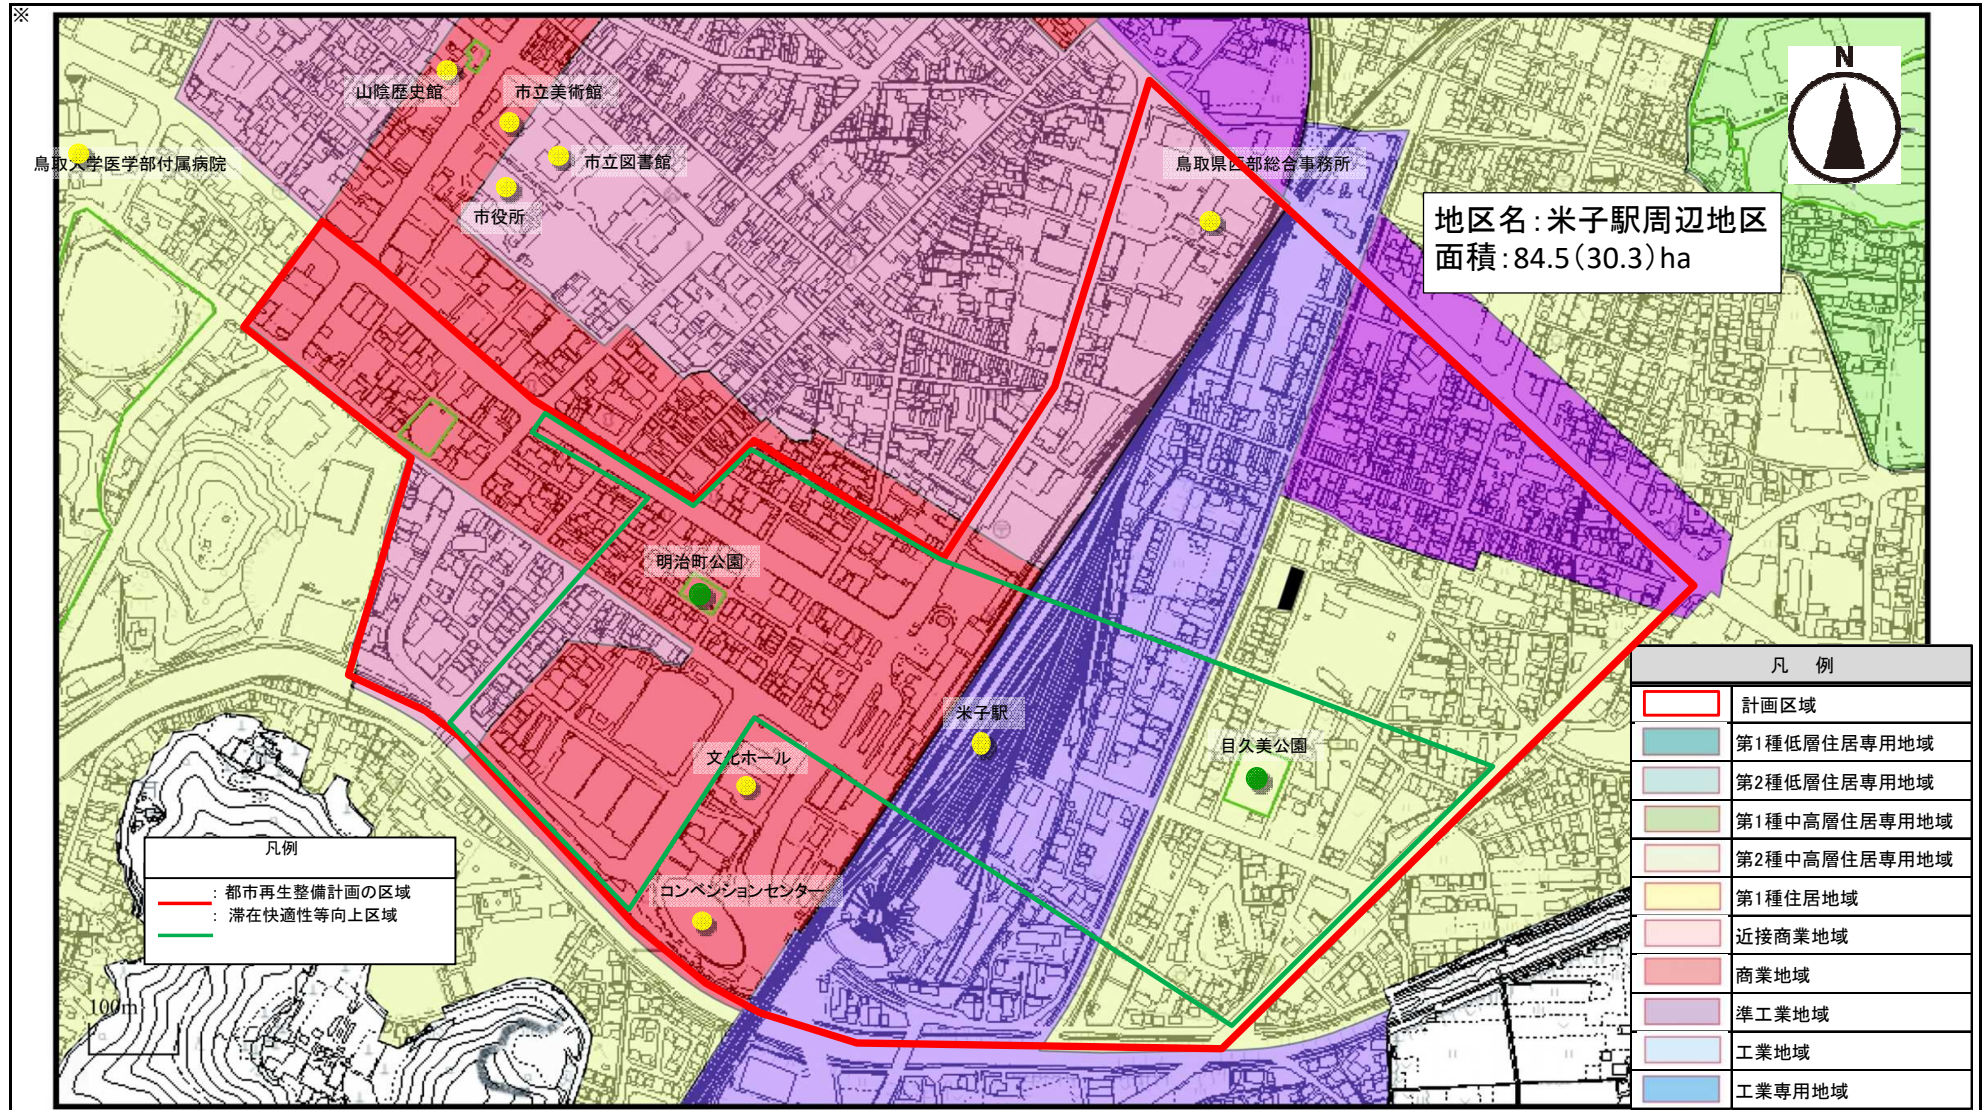 ※
N
山陰歴史館
市立美術館
鳥取大学医学部付属病院
市立図書館
鳥取県西部総合事務所
市役所
地区名:米子駅周辺地区
面積:84.5(30.3)ha
明治町公園
米子駅
目久美公園
文化ホール
コンベンションセンター
凡例
: 都市再生整備計画の区域
: 滞在快適性等向上区域
100m
凡 例
計画区域
第1種低層住居専用地域
第2種低層住居専用地域
第1種中高層住居専用地域
第2種中高層住居専用地域
第1種住居地域
近接商業地域
商業地域
準工業地域
工業地域
工業専用地域